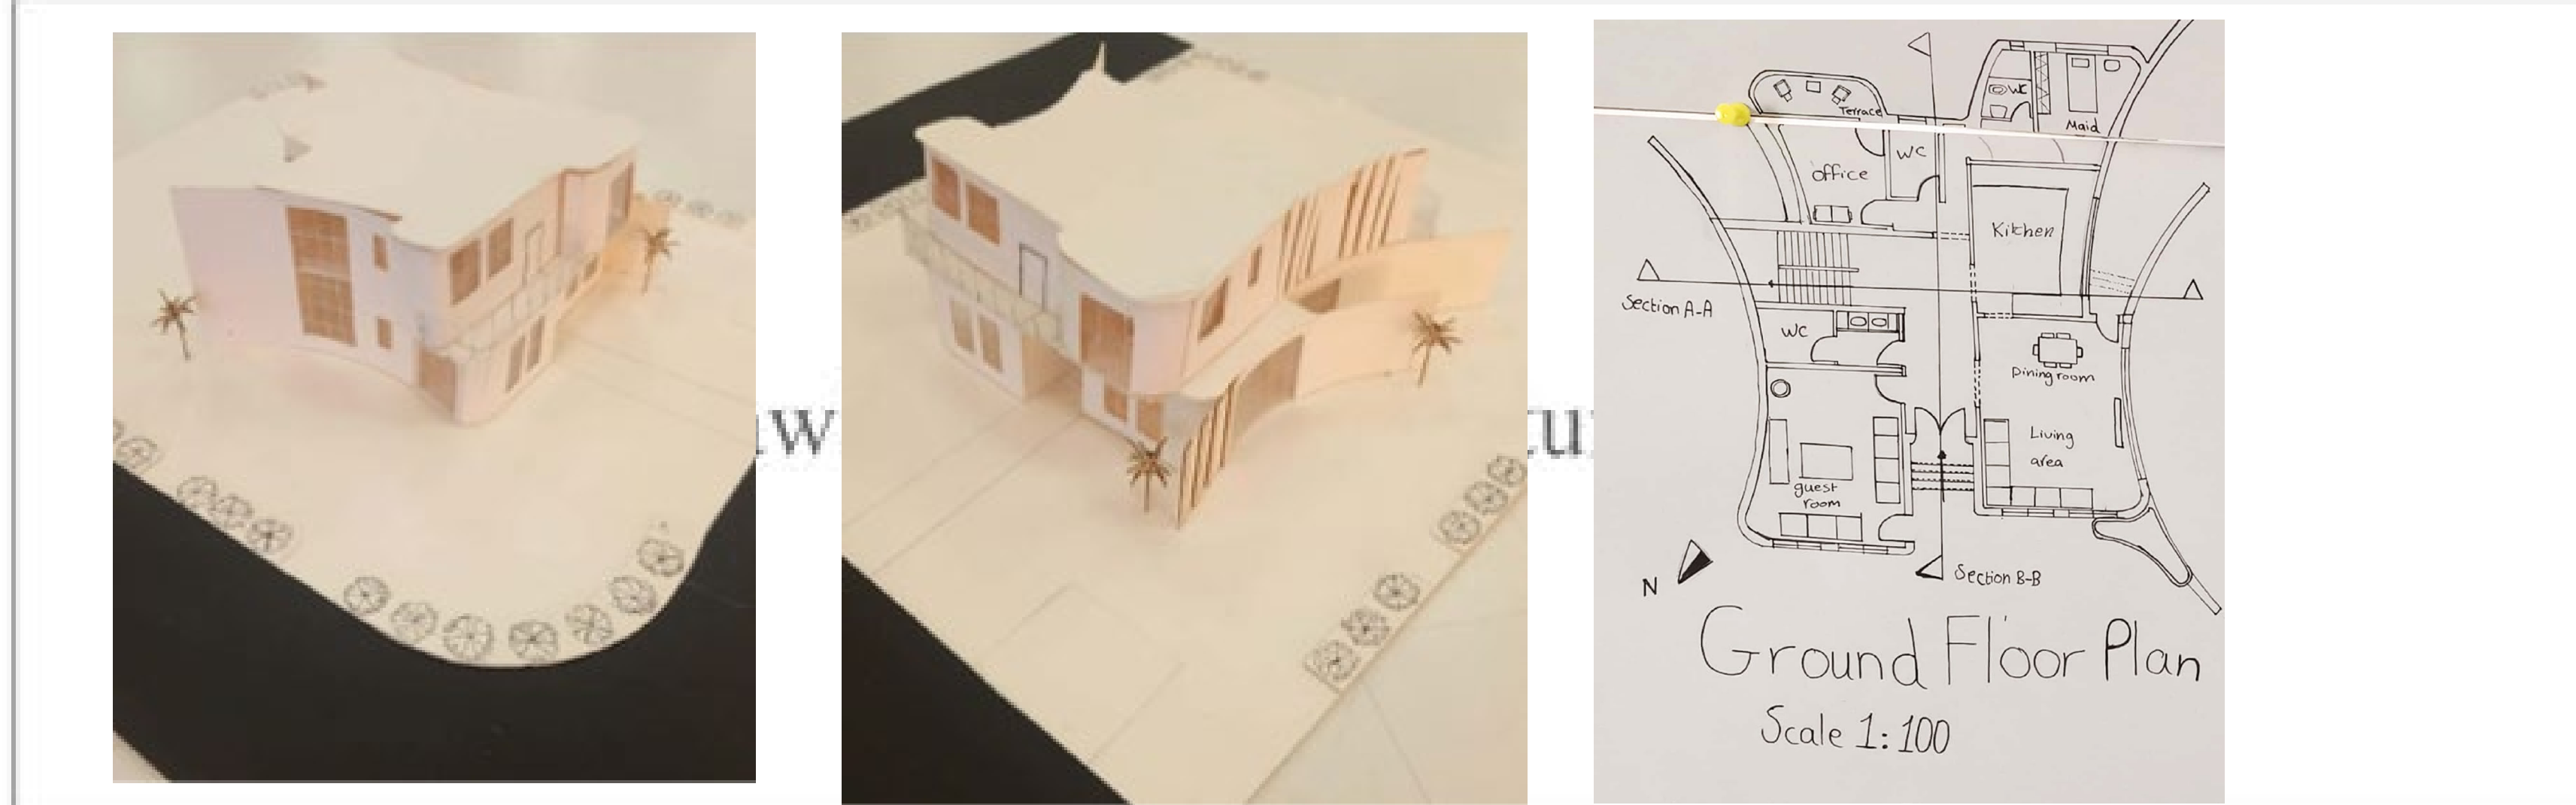 Terrace
WC
Maid
WC
office
Kitchen
Section A-A
WC
Dining room
Living
area
guest
room
N
Section B-B
Ground Floor Plan
Scale 1:100